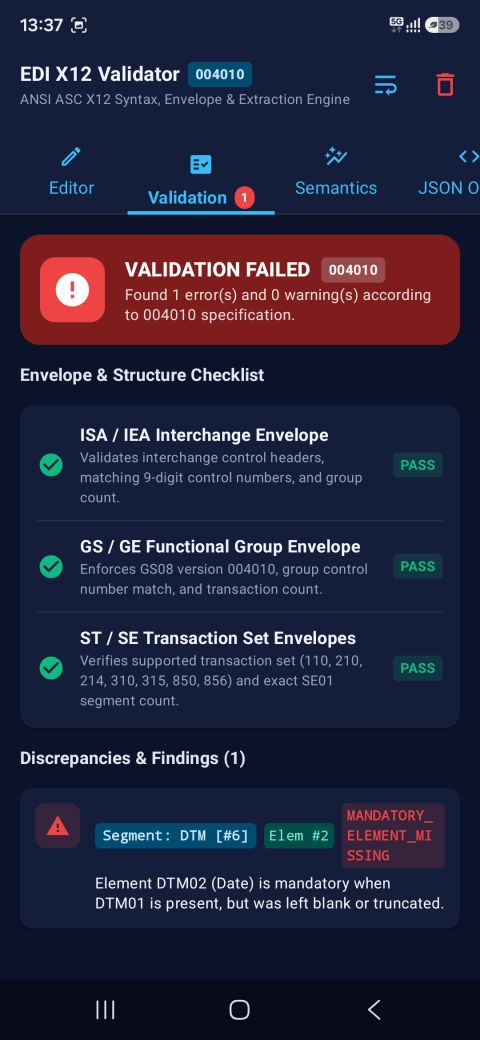 13:37
5G
39
EDI X12 Validator 004010
ANSI ASC X12 Syntax, Envelope & Extraction Engine
Editor
Validation 1
Semantics
JSON O
VALIDATION FAILED 004010
Found 1 error(s) and 0 warning(s) according
to 004010 specification.
Envelope & Structure Checklist
ISA / IEA Interchange Envelope
Validates interchange control headers,
matching 9-digit control numbers, and group
count.
PASS
GS / GE Functional Group Envelope
Enforces GS08 version 004010, group control
number match, and transaction count.
PASS
ST / SE Transaction Set Envelopes
Verifies supported transaction set (110, 210,
214, 310, 315, 850, 856) and exact SE01
segment count.
PASS
Discrepancies & Findings (1)
Segment: DTM [#6]
Elem #2
MANDATORY_
ELEMENT_MI
SSING
Element DTM02 (Date) is mandatory when
DTM01 is present, but was left blank or truncated.